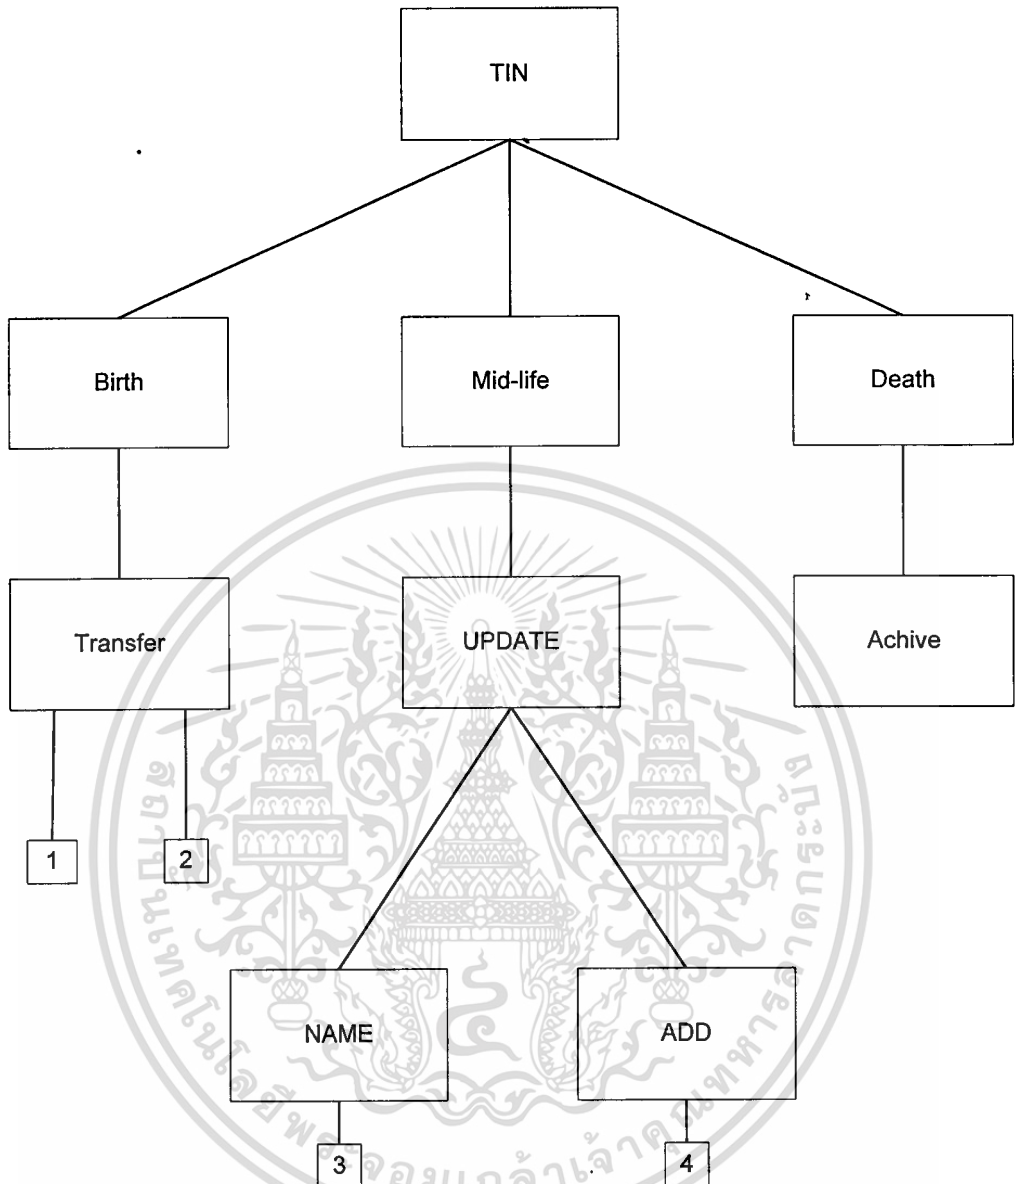 TIN
Birth
Mid-life
Death
Transfer
UPDATE
Achive
1
2
NAME
ADD
3
4